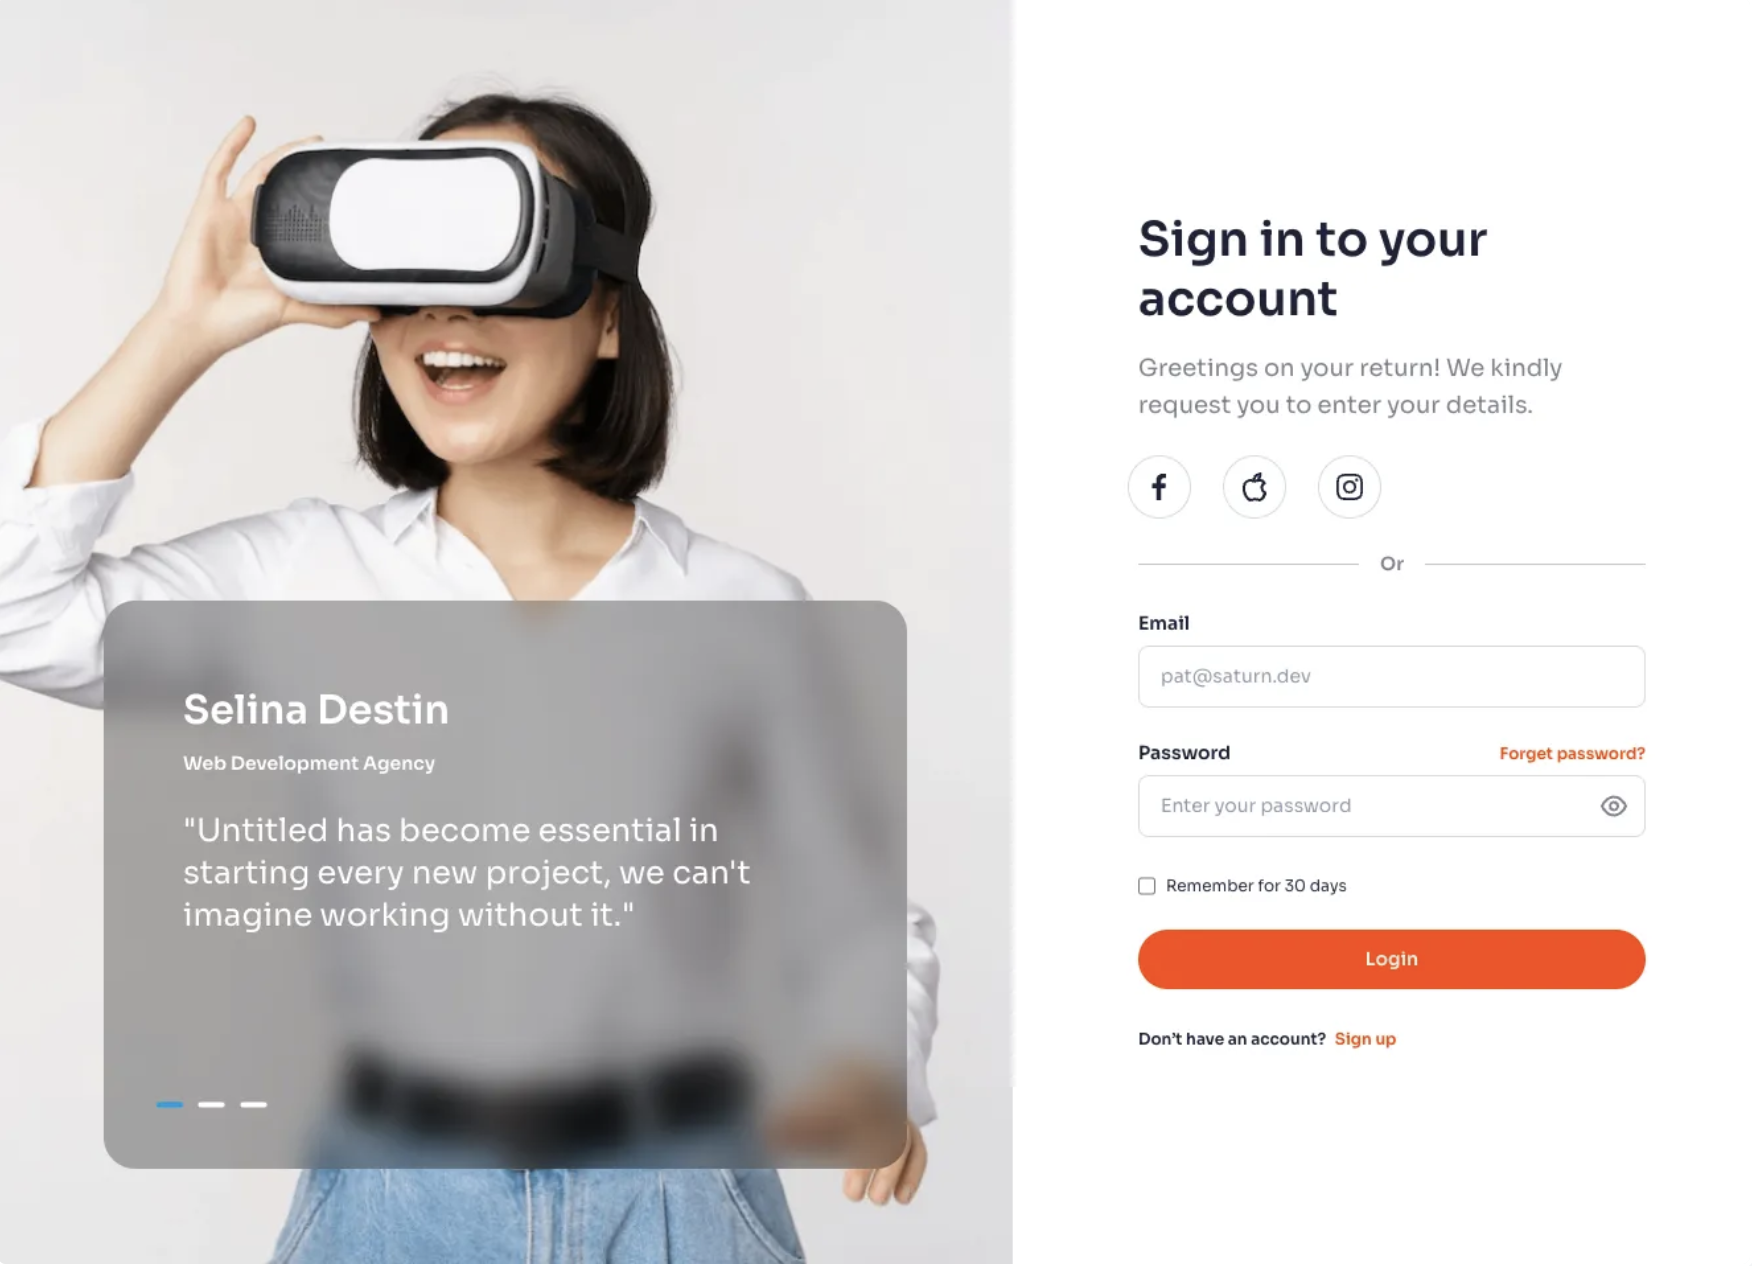 Selina Destin
Web Development Agency
"Untitled has become essential in
starting every new project, we can't
imagine working without it."
Sign in to your
account
Greetings on your return! We kindly
request you to enter your details.
Or
Email
pat@saturn.dev
Password Forget password?
Enter your password
Remember for 30 days
Login
Don’t have an account? Sign up